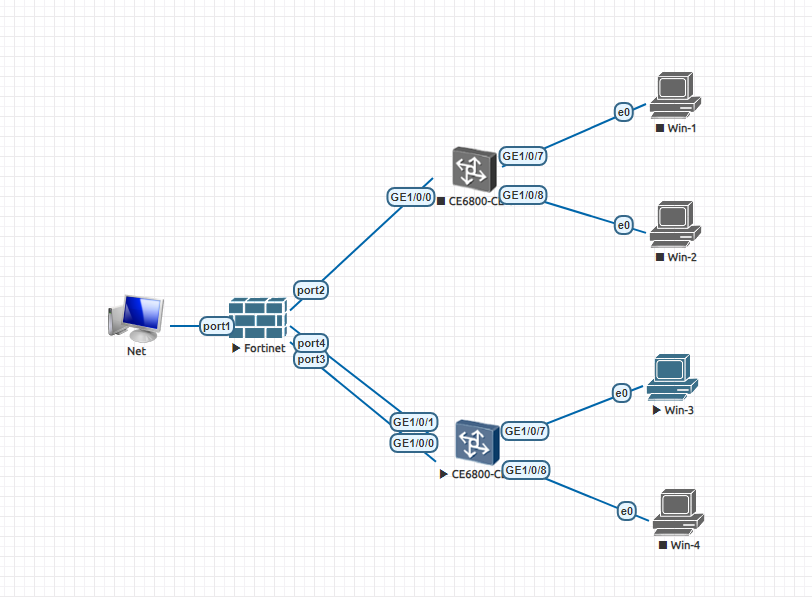 e0
Win-1
GE1/0/7
GE1/0/0
CE6800-CE
GE1/0/8
e0
Win-2
port2
port1
Net
Fortinet
port4
port3
e0
Win-3
GE1/0/1
GE1/0/0
GE1/0/7
CE6800-CE
GE1/0/8
e0
Win-4